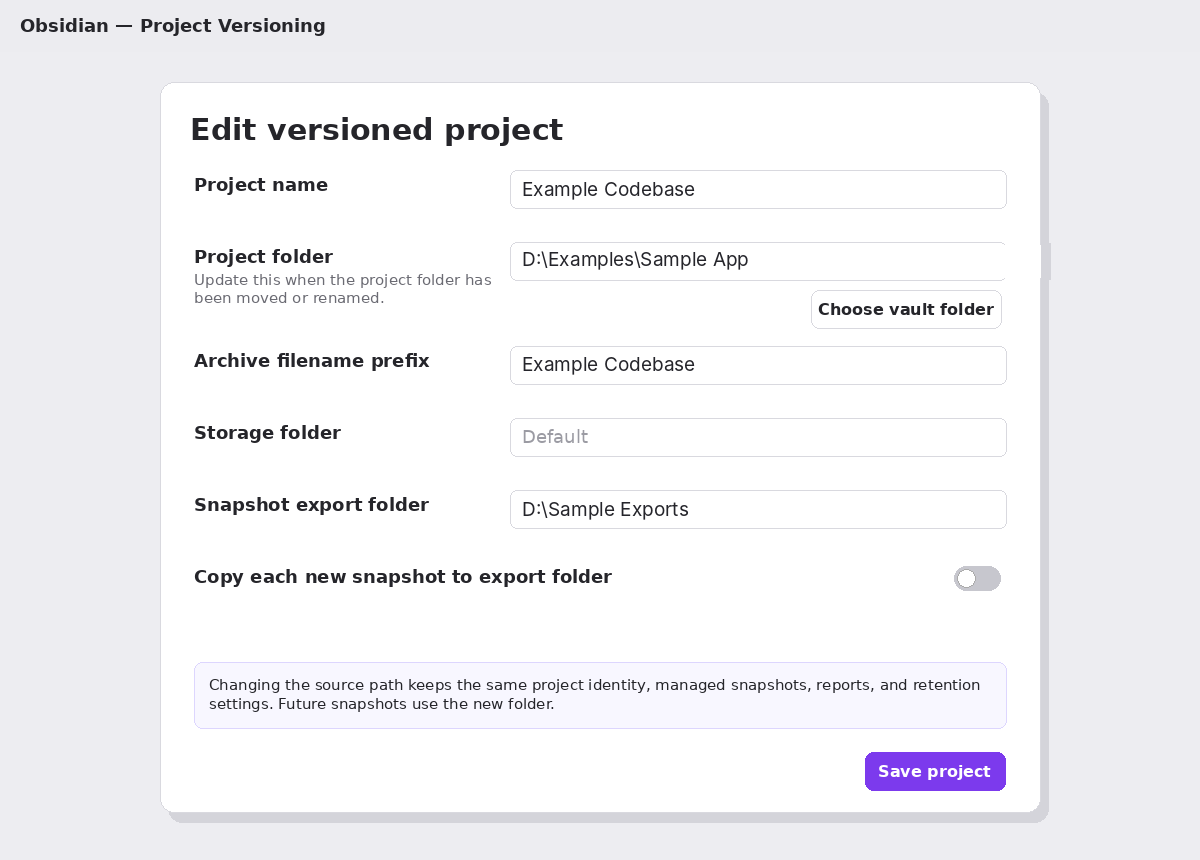 Obsidian — Project Versioning
Edit versioned project
Project name
Example Codebase
Project folder
D:\Examples\Sample App
Update this when the project folder has
been moved or renamed.
Choose vault folder
Archive filename prefix
Example Codebase
Storage folder
Default
Snapshot export folder
D:\Sample Exports
Copy each new snapshot to export folder
Changing the source path keeps the same project identity, managed snapshots, reports, and retention
settings. Future snapshots use the new folder.
Save project